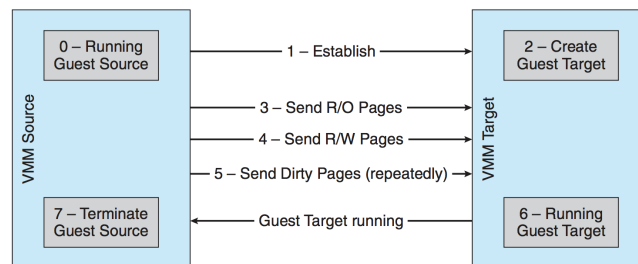 0 – Running
Guest Source
1 – Establish
2 – Create
Guest Target
VMM Source
3 – Send R/O Pages
4 – Send R/W Pages
5 – Send Dirty Pages (repeatedly)
VMM Target
7 – Terminate
Guest Source
Guest Target running
6 – Running
Guest Target